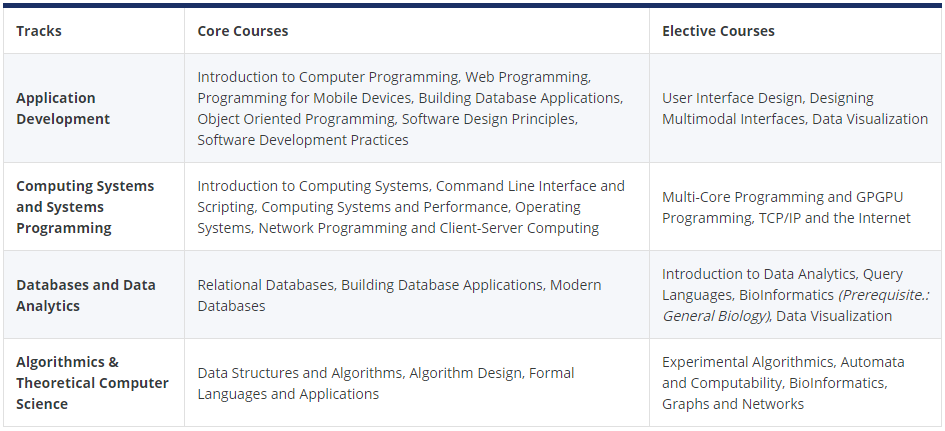 Tracks
Core Courses
Elective Courses
Application
Development
Introduction to Computer Programming, Web Programming,
Programming for Mobile Devices, Building Database Applications,
Object Oriented Programming, Software Design Principles,
Software Development Practices
User Interface Design, Designing
Multimodal Interfaces, Data Visualization
Computing Systems
and Systems
Programming
Introduction to Computing Systems, Command Line Interface and
Scripting, Computing Systems and Performance, Operating
Systems, Network Programming and Client-Server Computing
Multi-Core Programming and GPGPU
Programming, TCP/IP and the Internet
Databases and Data
Analytics
Relational Databases, Building Database Applications, Modern
Databases
Introduction to Data Analytics, Query
Languages, BioInformatics (Prerequisite.:
General Biology), Data Visualization
Algorithmics &
Theoretical Computer
Science
Data Structures and Algorithms, Algorithm Design, Formal
Languages and Applications
Experimental Algorithmics, Automata
and Computability, BioInformatics,
Graphs and Networks